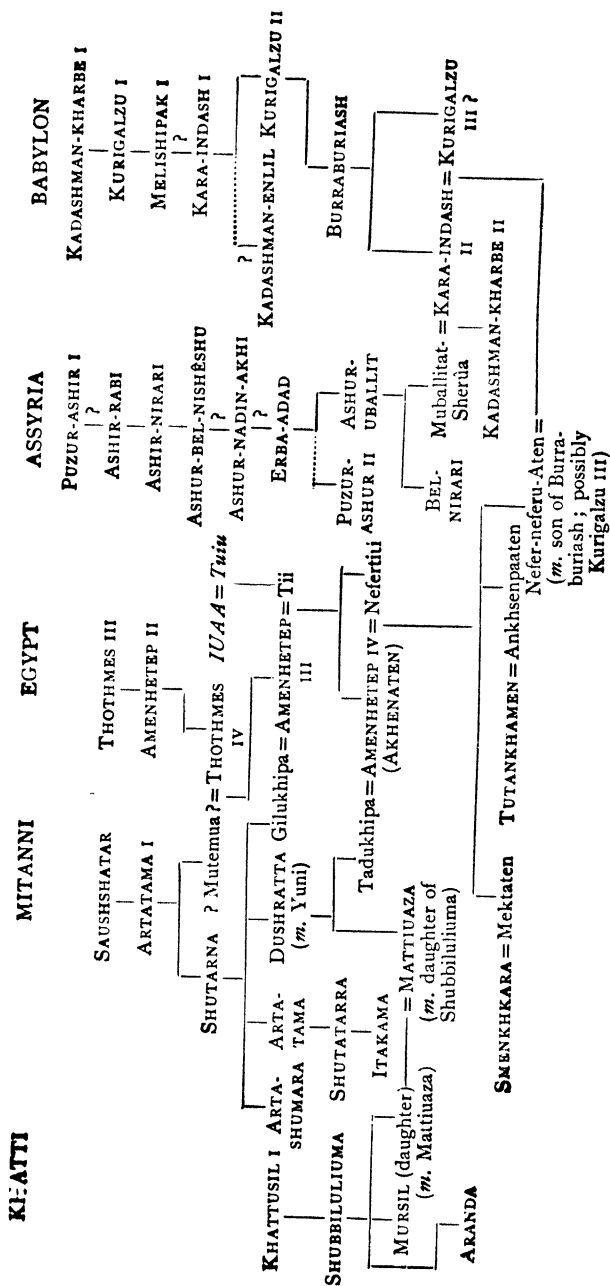 KHATTI MITANNI EGYPT ASSYRIA BABYLON
SAUSHSHATAR THOTHMES III PUZUR-ASHIR I KADASHMAN-KHARBE I
?
ARTATAMA I AMENHETEP II ASHIR-RABI KURIGALZU I
ASHIR-NIRARI MELISHIPAK I
?
SHUTARNA ? Mutemua ? = THOTHMES IUAA = Tuiu ASHUR-BEL-NISHÊSHU KARA-INDASH I
IV
?
ASHUR-NADIN-AKHI
? ?
KHATTUSIL I ARTA- ARTA- DUSHRATTA Gilukhipa = AMENHETEP = Tii ERBA-ADAD KADASHMAN-ENLIL KURIGALZU II
SHUMARA TAMA (m. Yuni) III
SHUBBILULIUMA SHUTATARRA PUZUR- ASHUR- BURRABURIASH
ASHUR II UBALLIT
ITAKAMA Tadukhipa = AMENHETEP IV = Nefertiti
(AKHENATEN)
MURSIL (daughter) = MATTIUAZA BEL- Muballitat- = KARA-INDASH = KURIGALZU
(m. Mattiuaza) (m. daughter of NIRARI Sherûa II III ?
Shubbiluliuma)
ARANDA KADASHMAN-KHARBE II
SMENKHKARA = Mektaten TUTANKHAMEN = Ankhsenpaaten Nefer-neferu-Aten =
(m. son of Burra-
buriash ; possibly
Kurigalzu III)